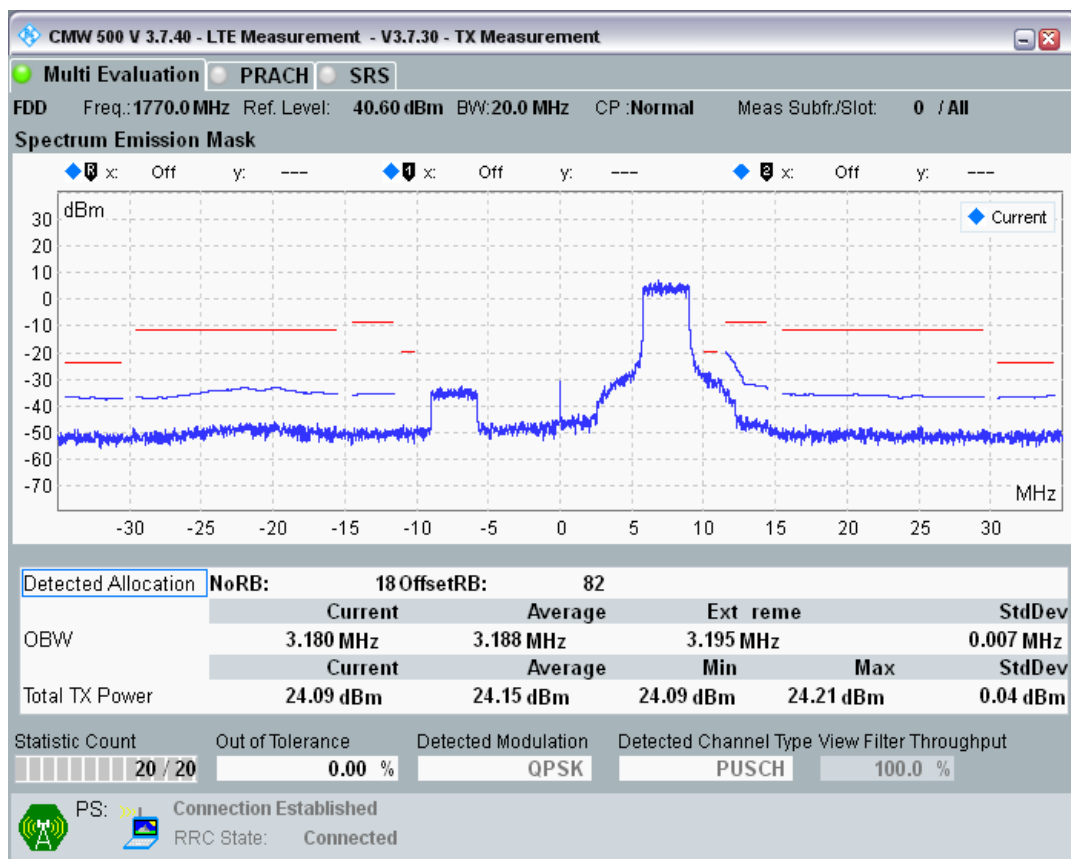 CMW 500 V 3.7.40 - LTE Measurement - V3.7.30 - TX Measurement
Multi Evaluation PRACH SRS
FDD Freq.: 1770.0 MHz Ref. Level: 40.60 dBm BW: 20.0 MHz CP : Normal Meas Subfr./Slot: 0 / All
Spectrum Emission Mask
R x: Off y: --- 1 x: Off y: --- 2 x: Off y: ---
dBm
Current
30
20
10
0
-10
-20
-30
-40
-50
-60
-70
MHz
-30 -25 -20 -15 -10 -5 0 5 10 15 20 25 30
Detected Allocation NoRB: 18 OffsetRB: 82
Current Average Ext reme StdDev
OBW 3.180 MHz 3.188 MHz 3.195 MHz 0.007 MHz
Current Average Min Max StdDev
Total TX Power 24.09 dBm 24.15 dBm 24.09 dBm 24.21 dBm 0.04 dBm
Statistic Count Out of Tolerance Detected Modulation Detected Channel Type View Filter Throughput
20 / 20 0.00 % QPSK PUSCH 100.0 %
PS: Connection Established
RRC State: Connected